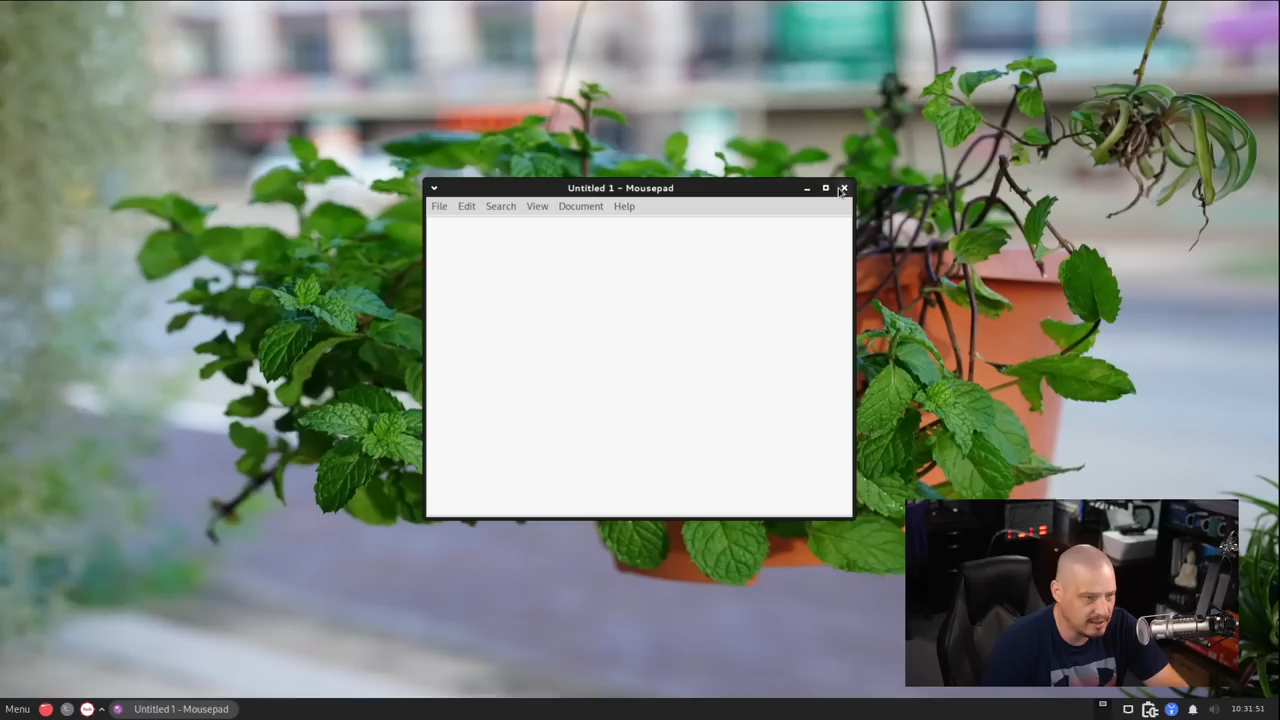 Untitled 1 - Mousepad
File Edit Search View Document Help
Menu
Untitled 1 - Mousepad
10:31:51